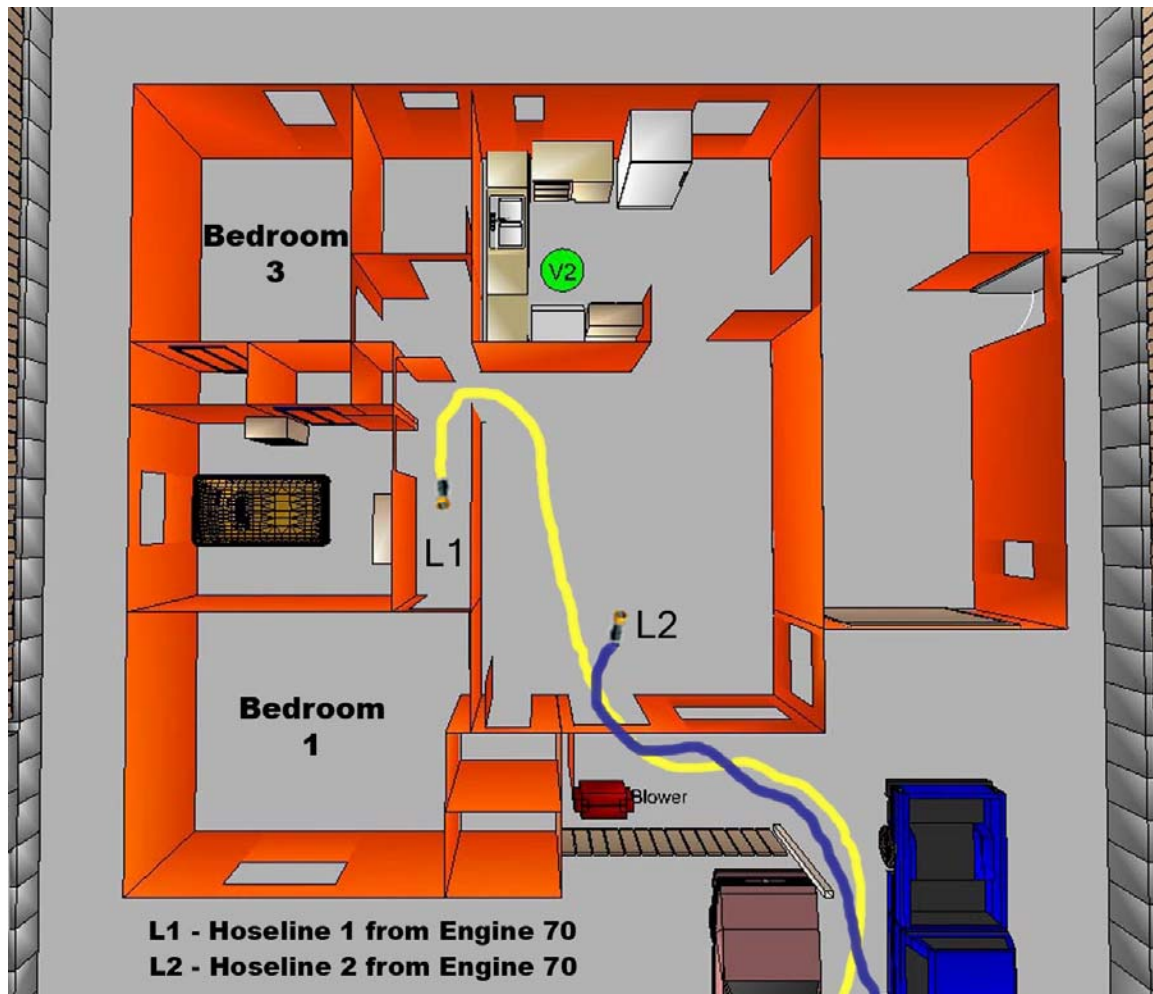 Bedroom
3
V2
L1
L2
Bedroom
1
Blower
L1 - Hoseline 1 from Engine 70
L2 - Hoseline 2 from Engine 70